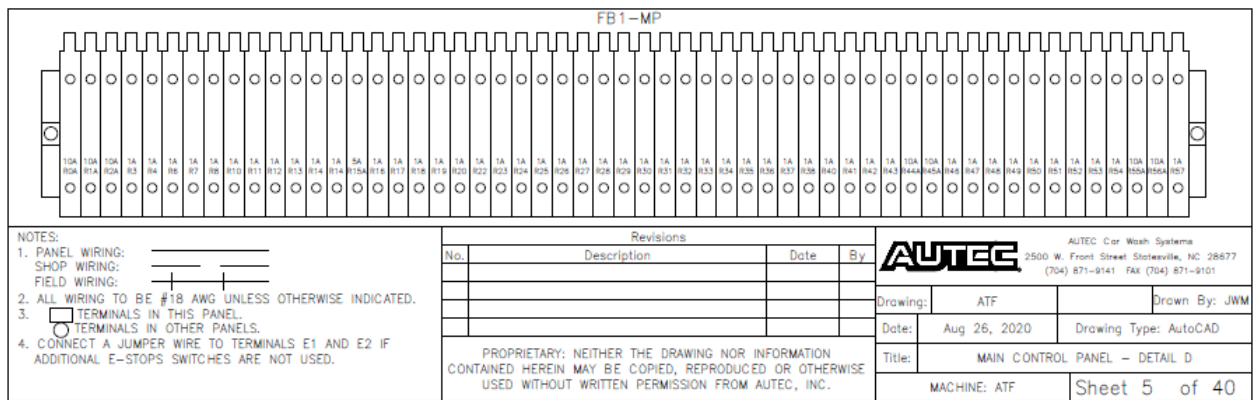 FB1-MP
10A 10A 10A 1A 1A 1A 1A 1A 1A 1A 1A 1A 1A 1A 5A 1A 1A 1A 1A 1A 1A 1A 1A 1A 1A 1A 1A 1A 1A 1A 1A 1A 1A 1A 1A 1A 1A 1A 1A 1A 1A 10A 10A 1A 1A 1A 1A 1A 1A 1A 1A 1A 10A 10A 1A
R0A R1A R2A R3 R4 R6 R7 R8 R10 R11 R12 R13 R14 R14 R15A R16 R17 R18 R19 R20 R22 R23 R24 R25 R26 R27 R28 R29 R30 R31 R32 R33 R34 R35 R36 R37 R38 R40 R41 R42 R43 R44A R45A R46 R47 R48 R49 R50 R51 R52 R53 R54 R55A R56A R57
NOTES:
1. PANEL WIRING:
SHOP WIRING:
FIELD WIRING:
2. ALL WIRING TO BE #18 AWG UNLESS OTHERWISE INDICATED.
3. TERMINALS IN THIS PANEL.
TERMINALS IN OTHER PANELS.
4. CONNECT A JUMPER WIRE TO TERMINALS E1 AND E2 IF
ADDITIONAL E-STOPS SWITCHES ARE NOT USED.
Revisions
No. Description Date By
PROPRIETARY: NEITHER THE DRAWING NOR INFORMATION
CONTAINED HEREIN MAY BE COPIED, REPRODUCED OR OTHERWISE
USED WITHOUT WRITTEN PERMISSION FROM AUTEC, INC.
AUTEC
AUTEC Car Wash Systems
2500 W. Front Street Statesville, NC 28677
(704) 871-9141 FAX (704) 871-9101
Drawing: ATF Drawn By: JWM
Date: Aug 26, 2020 Drawing Type: AutoCAD
Title: MAIN CONTROL PANEL - DETAIL D
MACHINE: ATF Sheet 5 of 40